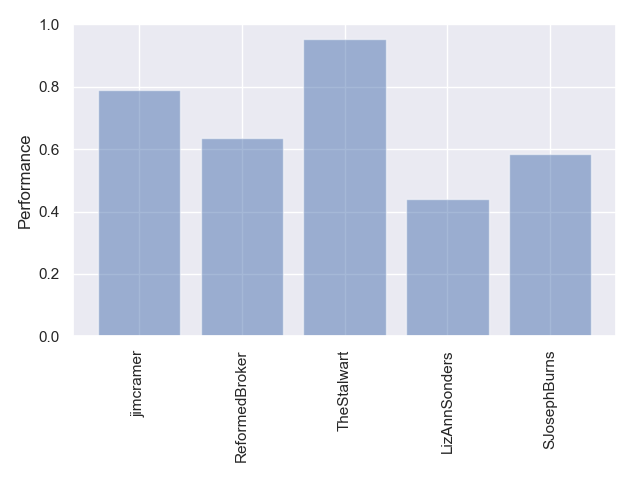 1.0
0.8
0.6
0.4
0.2
0.0
Performance
jimcramer
ReformedBroker
TheStalwart
LizAnnSonders
SJosephBurns